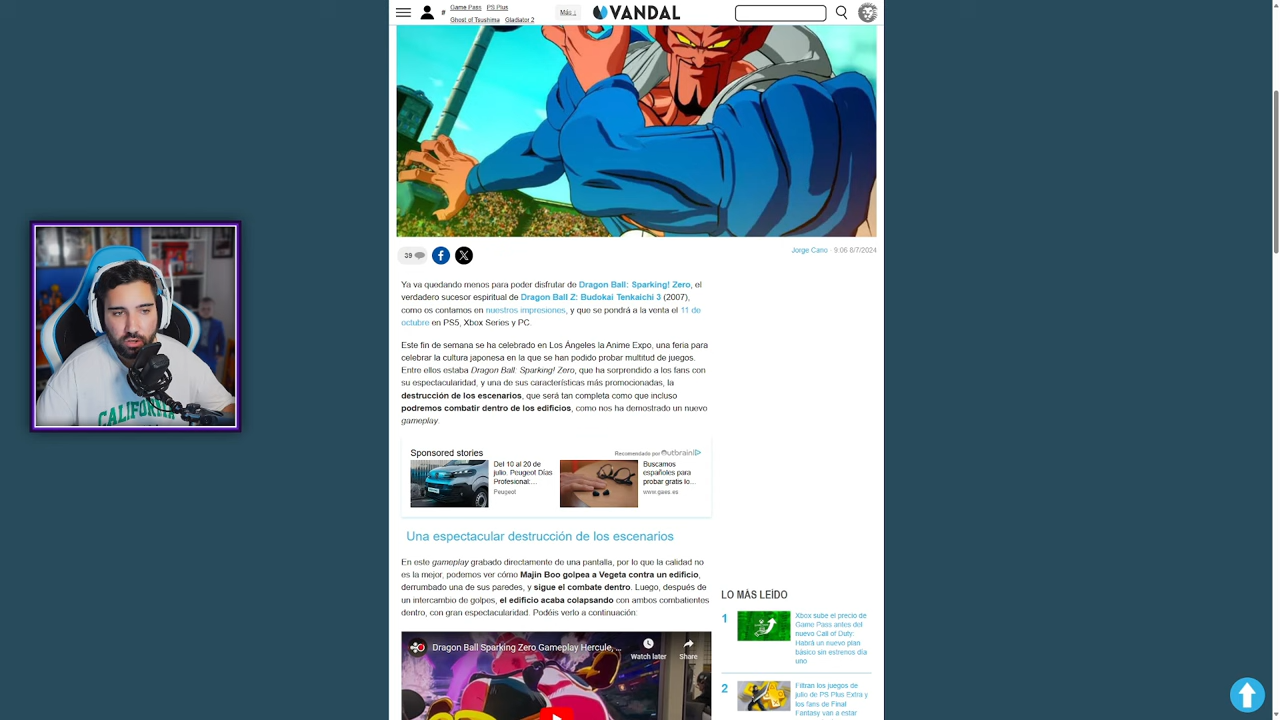 # Game Pass PS Plus
Ghost of Tsushima Gladiator 2
Más ↓
VANDAL
39
Jorge Cano · 9:06 8/7/2024
Ya va quedando menos para poder disfrutar de Dragon Ball: Sparking! Zero, el
verdadero sucesor espiritual de Dragon Ball Z: Budokai Tenkaichi 3 (2007),
como os contamos en nuestros impresiones, y que se pondrá a la venta el 11 de
octubre en PS5, Xbox Series y PC.
Este fin de semana se ha celebrado en Los Ángeles la Anime Expo, una feria para
celebrar la cultura japonesa en la que se han podido probar multitud de juegos.
Entre ellos estaba Dragon Ball: Sparking! Zero, que ha sorprendido a los fans con
su espectacularidad, y una de sus características más promocionadas, la
destrucción de los escenarios, que será tan completa como que incluso
podremos combatir dentro de los edificios, como nos ha demostrado un nuevo
gameplay.
Sponsored stories
Recomendado por Outbrain
Del 10 al 20 de
julio. Peugeot Días
Profesional:...
Peugeot
Buscamos
españoles para
probar gratis lo...
www.gaes.es
Una espectacular destrucción de los escenarios
En este gameplay grabado directamente de una pantalla, por lo que la calidad no
es la mejor, podemos ver cómo Majin Boo golpea a Vegeta contra un edificio,
derrumbado una de sus paredes, y sigue el combate dentro. Luego, después de
un intercambio de golpes, el edificio acaba colapsando con ambos combatientes
dentro, con gran espectacularidad. Podéis verlo a continuación:
Dragon Ball Sparking Zero Gameplay Hercule, ...
Watch later
Share
LO MÁS LEÍDO
1
Xbox sube el precio de
Game Pass antes del
nuevo Call of Duty:
Habrá un nuevo plan
básico sin estrenos día
uno
2
Filtran los juegos de
julio de PS Plus Extra y
los fans de Final
Fantasy van a estar
CALIFORNIA